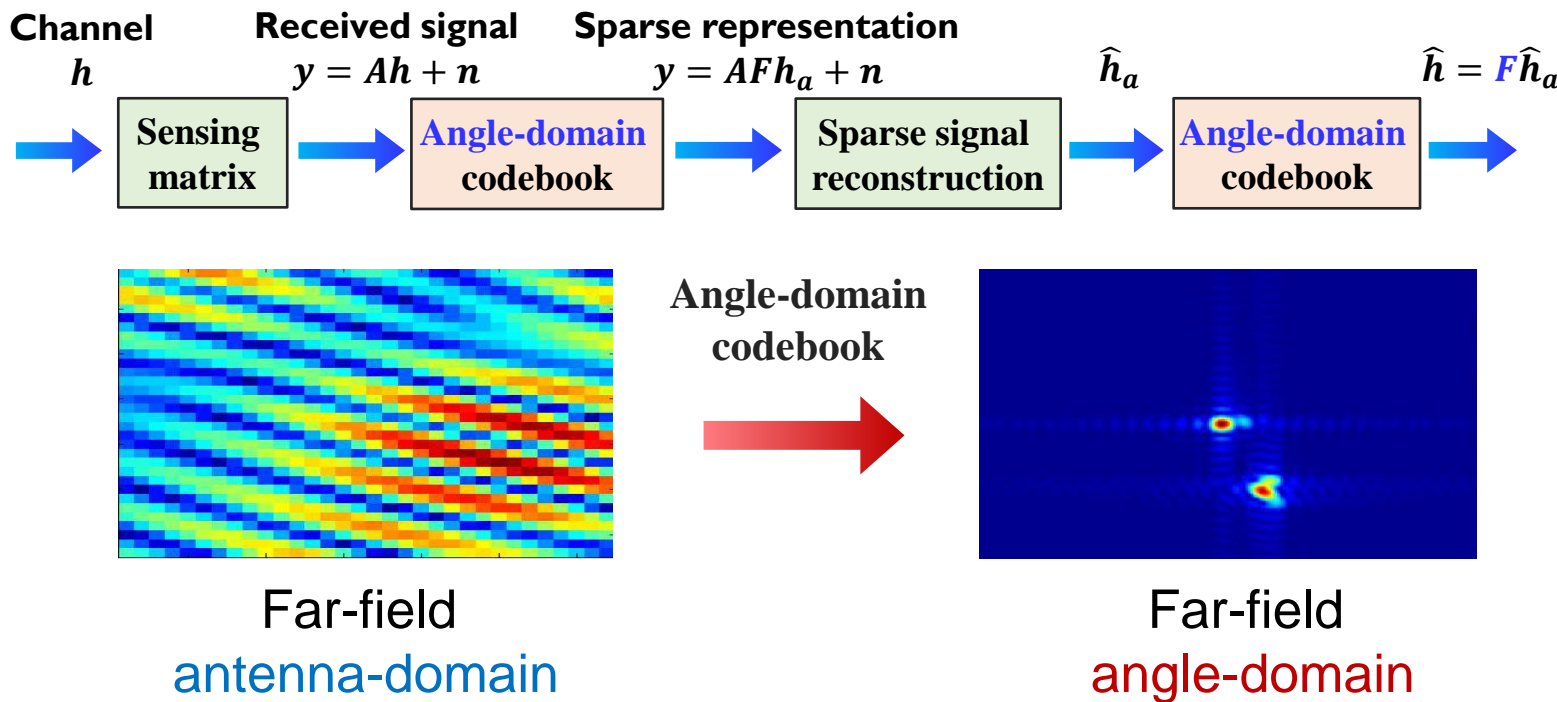 Channel
h
Received signal
y = Ah + n
Sparse representation
y = AFh_a + n
ĥ_a
ĥ = Fĥ_a
Sensing
matrix
Angle-domain
codebook
Sparse signal
reconstruction
Angle-domain
codebook
Angle-domain
codebook
Far-field
antenna-domain
Far-field
angle-domain